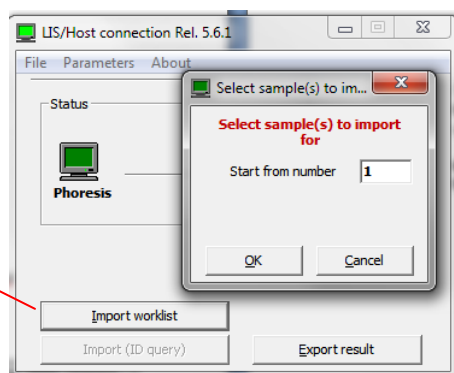 LIS/Host connection Rel. 5.6.1
File Parameters About
Select sample(s) to im...
Status
Select sample(s) to import
for
Start from number 1
Phoresis
OK Cancel
Import worklist
Import (ID query) Export result